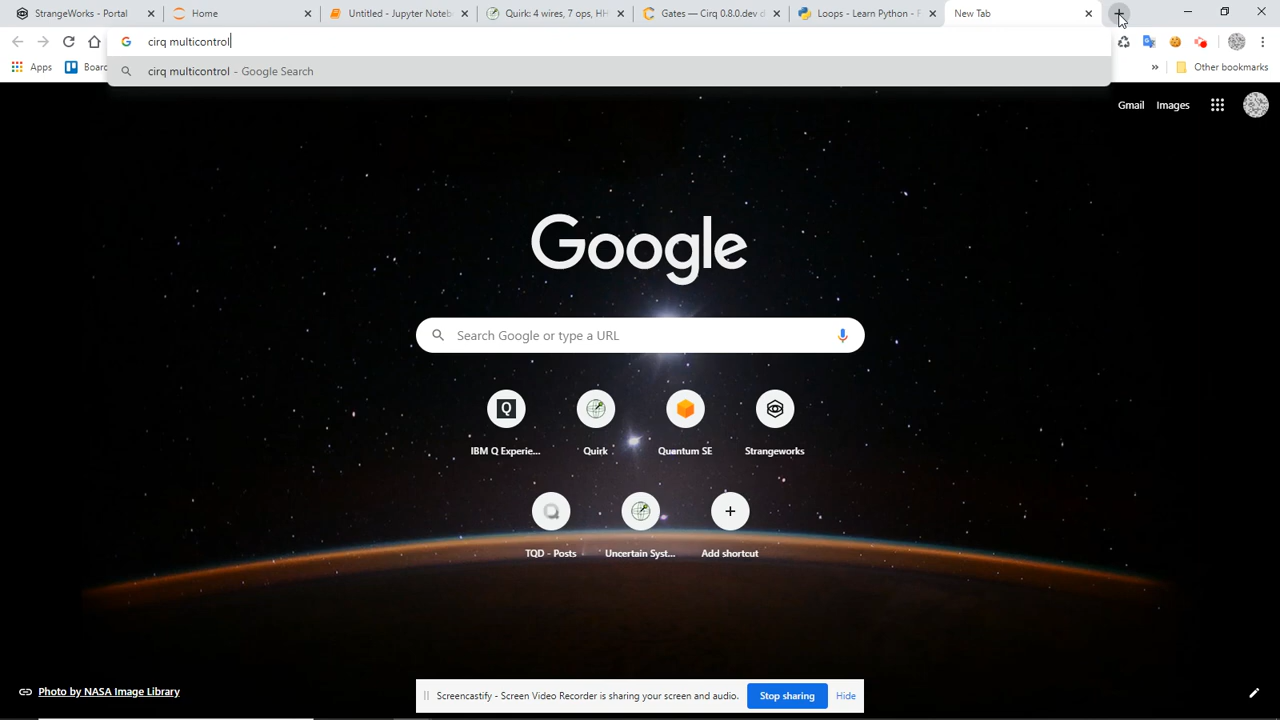 StrangeWorks - Portal
Home
Untitled - Jupyter Noteb
Quirk: 4 wires, 7 ops, HH
Gates — Cirq 0.8.0.dev d
Loops - Learn Python - F
New Tab
cirq multicontrol
cirq multicontrol - Google Search
Apps
Board
»
Other bookmarks
Gmail
Images
Google
Search Google or type a URL
IBM Q Experie...
Quirk
Quantum SE
Strangeworks
TQD - Posts
Uncertain Syst...
Add shortcut
Photo by NASA Image Library
Screencastify - Screen Video Recorder is sharing your screen and audio.
Stop sharing
Hide